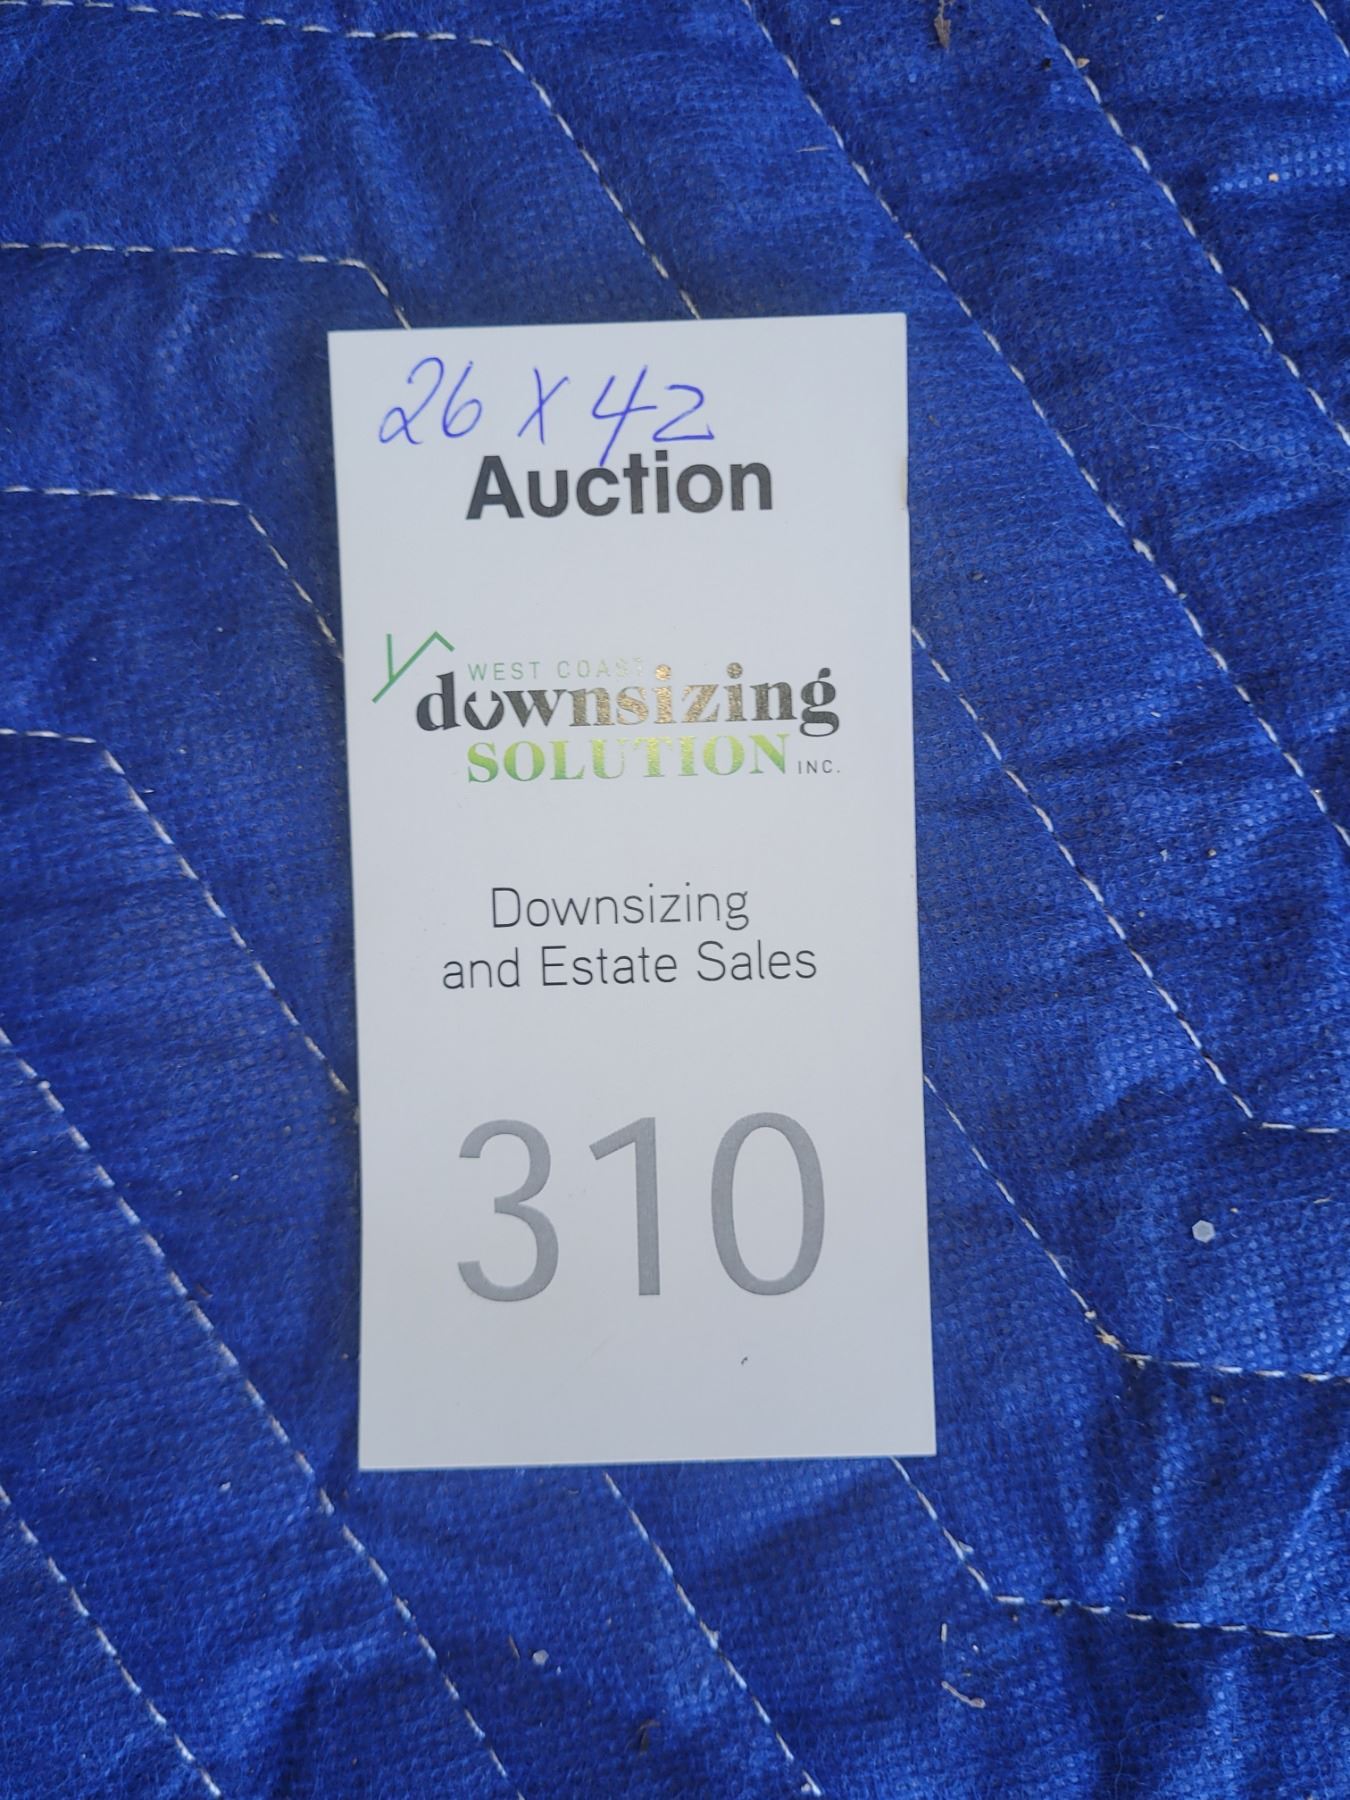 26 x 42
Auction
WEST COAST
downsizing
SOLUTION INC.
Downsizing
and Estate Sales
310